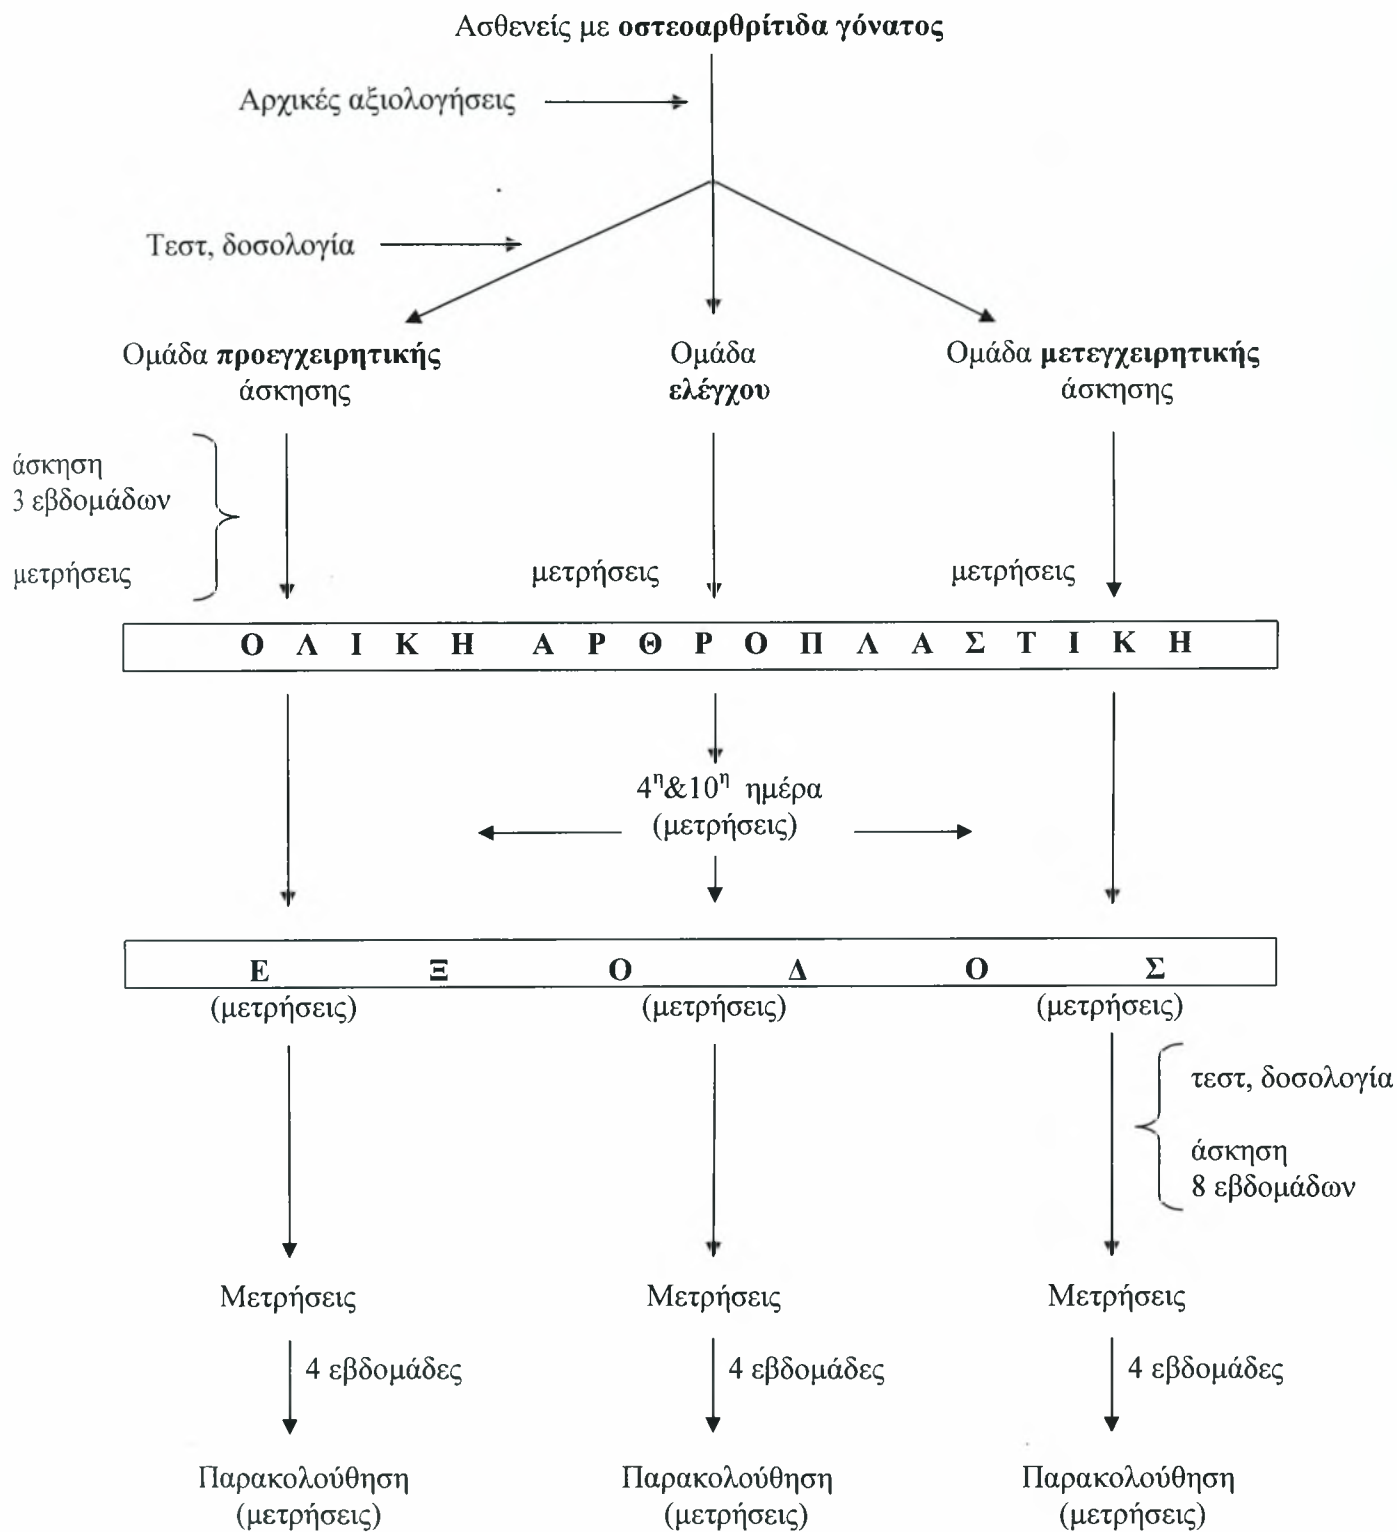 Ασθενείς με οστεοαρθρίτιδα γόνατος
Αρχικές αξιολογήσεις
Τεστ, δοσολογία
Ομάδα προεγχειρητικής
άσκησης
Ομάδα
ελέγχου
Ομάδα μετεγχειρητικής
άσκησης
άσκηση
3 εβδομάδων
μετρήσεις
μετρήσεις
μετρήσεις
Ο Λ Ι Κ Η Α Ρ Θ Ρ Ο Π Λ Α Σ Τ Ι Κ Η
4η&10η ημέρα
(μετρήσεις)
Ε Ξ Ο Δ Ο Σ
(μετρήσεις)
(μετρήσεις)
(μετρήσεις)
τεστ, δοσολογία
άσκηση
8 εβδομάδων
Μετρήσεις
Μετρήσεις
Μετρήσεις
4 εβδομάδες
4 εβδομάδες
4 εβδομάδες
Παρακολούθηση
(μετρήσεις)
Παρακολούθηση
(μετρήσεις)
Παρακολούθηση
(μετρήσεις)